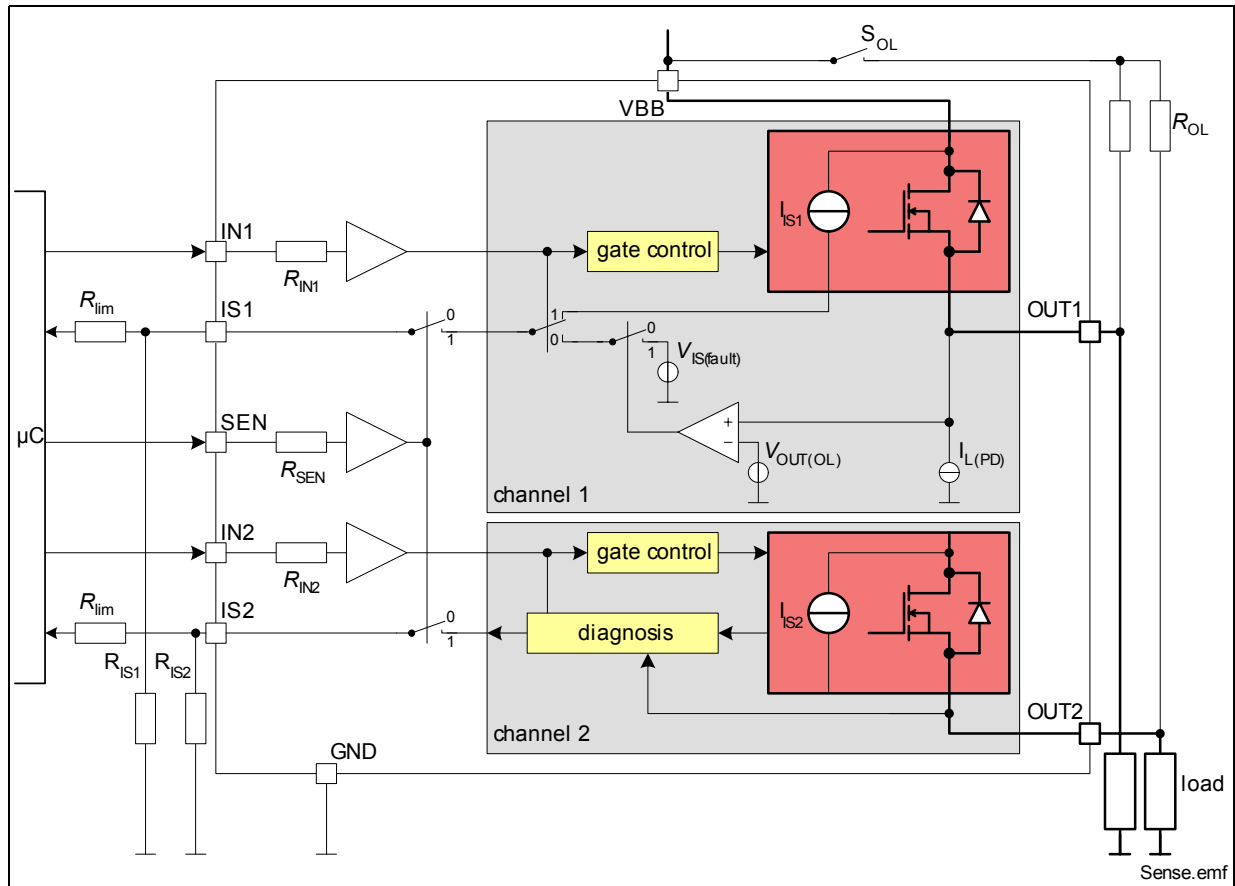 S_OL
VBB
R_OL
IN1
R_IN1
gate control
I_IS1
R_lim
IS1
0
1
1
0
0
1
V_IS(fault)
OUT1
µC
SEN
R_SEN
+
-
V_OUT(OL)
I_L(PD)
channel 1
IN2
R_IN2
gate control
R_lim
IS2
0
1
diagnosis
I_IS2
R_IS1
R_IS2
OUT2
channel 2
GND
load
Sense.emf